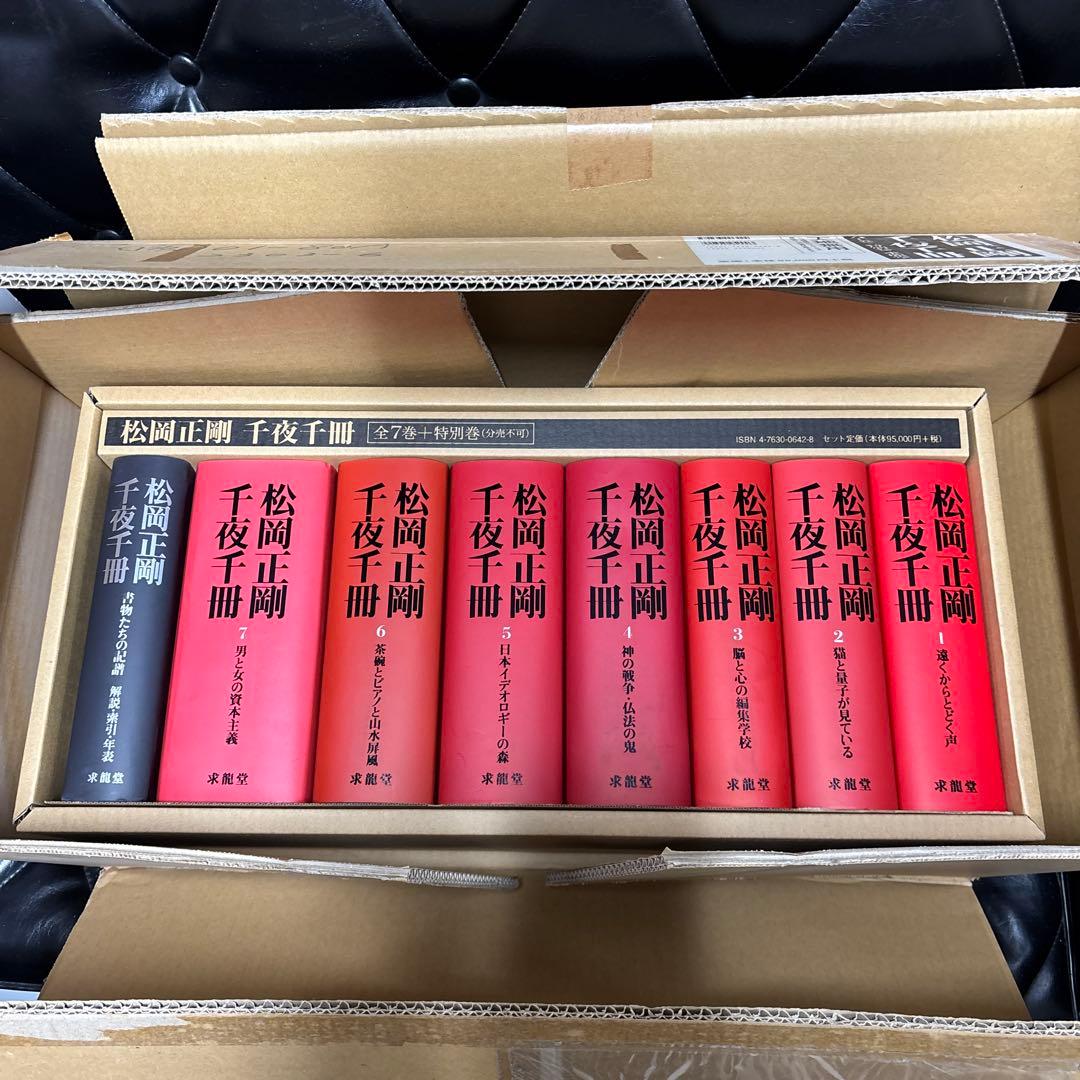 松岡正剛 千夜千冊 全7巻＋特別巻(分売不可)
ISBN 4-7630-0642-8 セット定価(本体95,000円＋税)
松岡正剛
千夜千冊
1 遠くからとどく声
求龍堂
松岡正剛
千夜千冊
2 猫と量子が見ている
求龍堂
松岡正剛
千夜千冊
3 脳と心の編集学校
求龍堂
松岡正剛
千夜千冊
4 神の戦争・仏法の鬼
求龍堂
松岡正剛
千夜千冊
5 日本イデオロギーの森
求龍堂
松岡正剛
千夜千冊
6 茶碗とピアノと山水屏風
求龍堂
松岡正剛
千夜千冊
7 男と女の資本主義
求龍堂
松岡正剛
千夜千冊
書物たちの記譜 解説・索引・年表
求龍堂